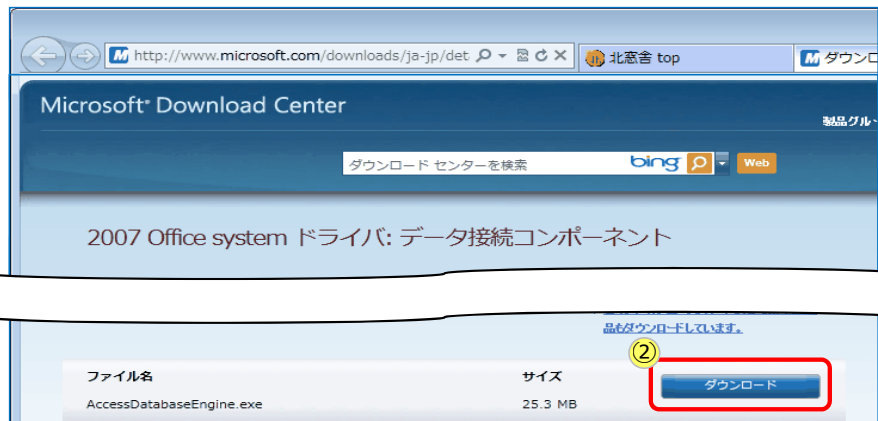 http://www.microsoft.com/downloads/ja-jp/det
北窓舎 top
ダウンロ
Microsoft® Download Center
製品グルー
ダウンロード センターを検索
bing
Web
2007 Office system ドライバ: データ接続コンポーネント
品もダウンロードしています。
②
ファイル名
サイズ
ダウンロード
AccessDatabaseEngine.exe
25.3 MB